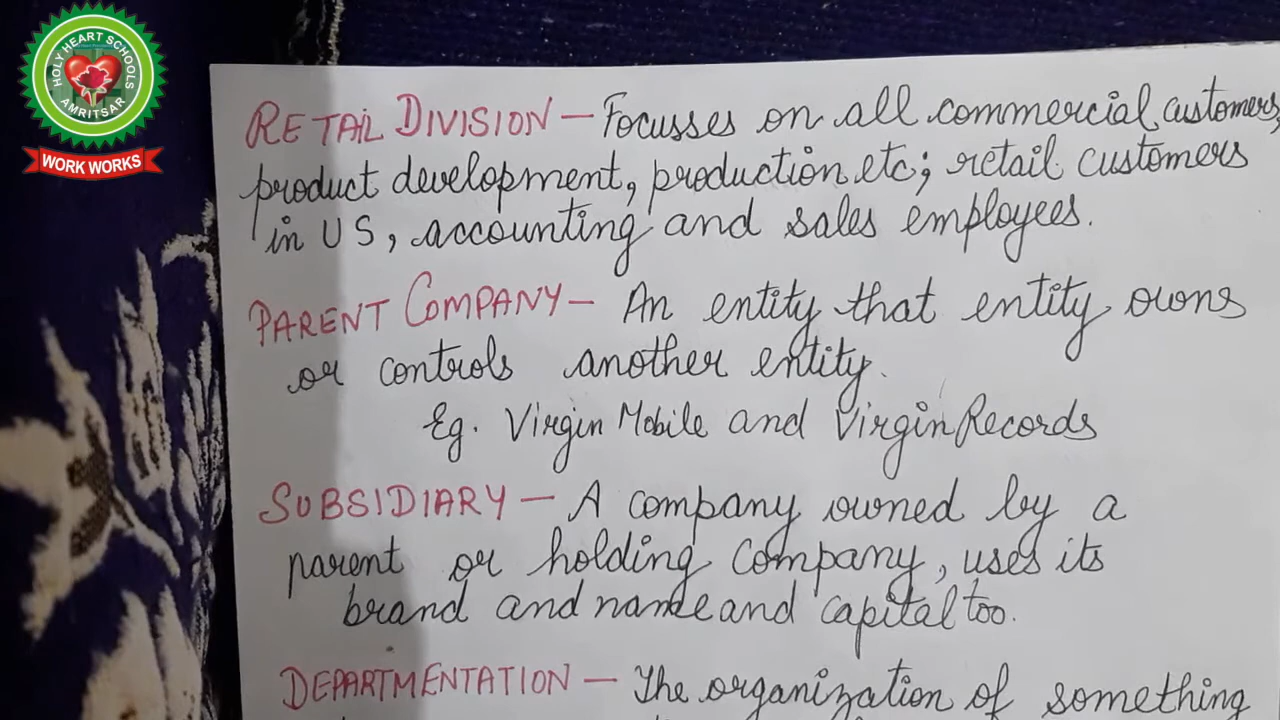 HOLY HEART SCHOOLS
AMRITSAR
WORK WORKS
RETAIL DIVISION – Focusses on all commercial customers,
product development, production etc; retail customers
in US, accounting and sales employees.
PARENT COMPANY – An entity that entity owns
or controls another entity.
Eg. Virgin Mobile and Virgin Records
SUBSIDIARY – A company owned by a
parent or holding company, uses its
brand and name and capital too.
DEPARTMENTATION – The organization of something